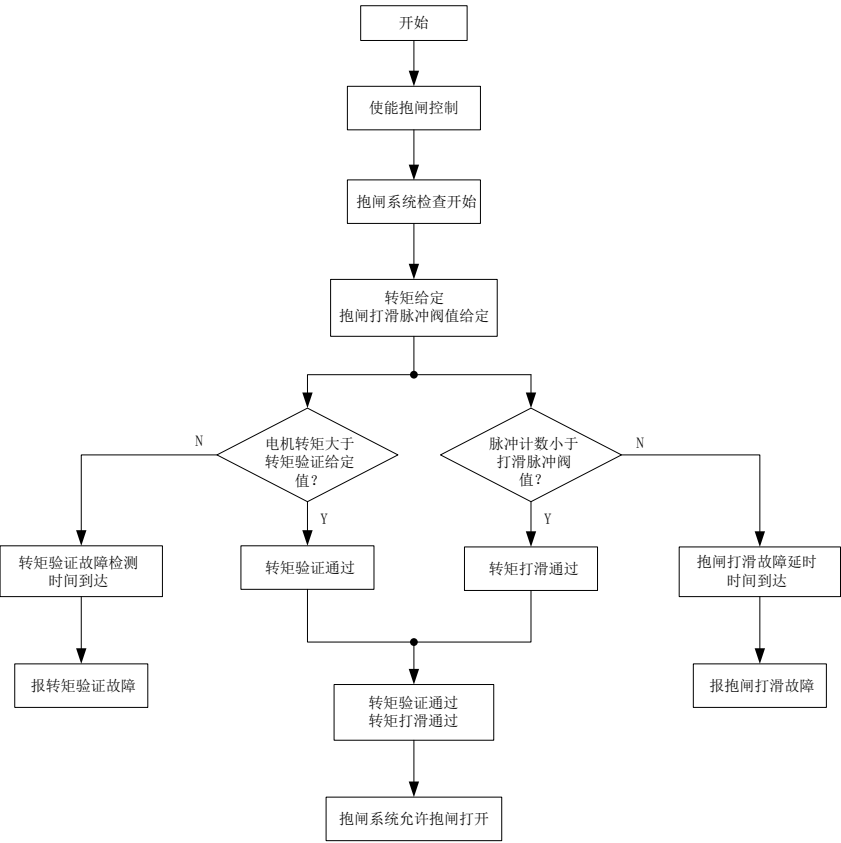 开始
使能抱闸控制
抱闸系统检查开始
转矩给定
抱闸打滑脉冲阀值给定
电机转矩大于
转矩验证给定
值？
脉冲计数小于
打滑脉冲阀
值？
N
N
Y
Y
转矩验证故障检测
时间到达
转矩验证通过
转矩打滑通过
抱闸打滑故障延时
时间到达
报转矩验证故障
转矩验证通过
转矩打滑通过
报抱闸打滑故障
抱闸系统允许抱闸打开